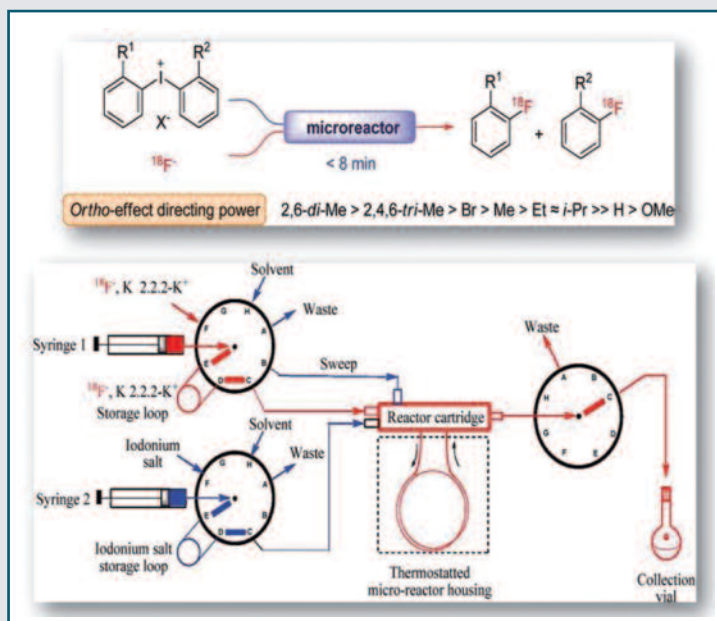 R¹ R²
I⁺
X⁻
¹⁸F⁻
microreactor
< 8 min
R¹
¹⁸F
+
R²
¹⁸F
Ortho-effect directing power
2,6-di-Me > 2,4,6-tri-Me > Br > Me > Et ≈ i-Pr >> H > OMe
¹⁸F⁻, K 2.2.2-K⁺
Solvent
Waste
Syringe 1
G H A B C D E F
Sweep
¹⁸F⁻, K 2.2.2-K⁺
Storage loop
Iodonium
salt
Solvent
Waste
Syringe 2
G H A B C D E F
Iodonium salt
storage loop
Reactor cartridge
Thermostatted
micro-reactor housing
Waste
A B C D E F G H
Collection
vial